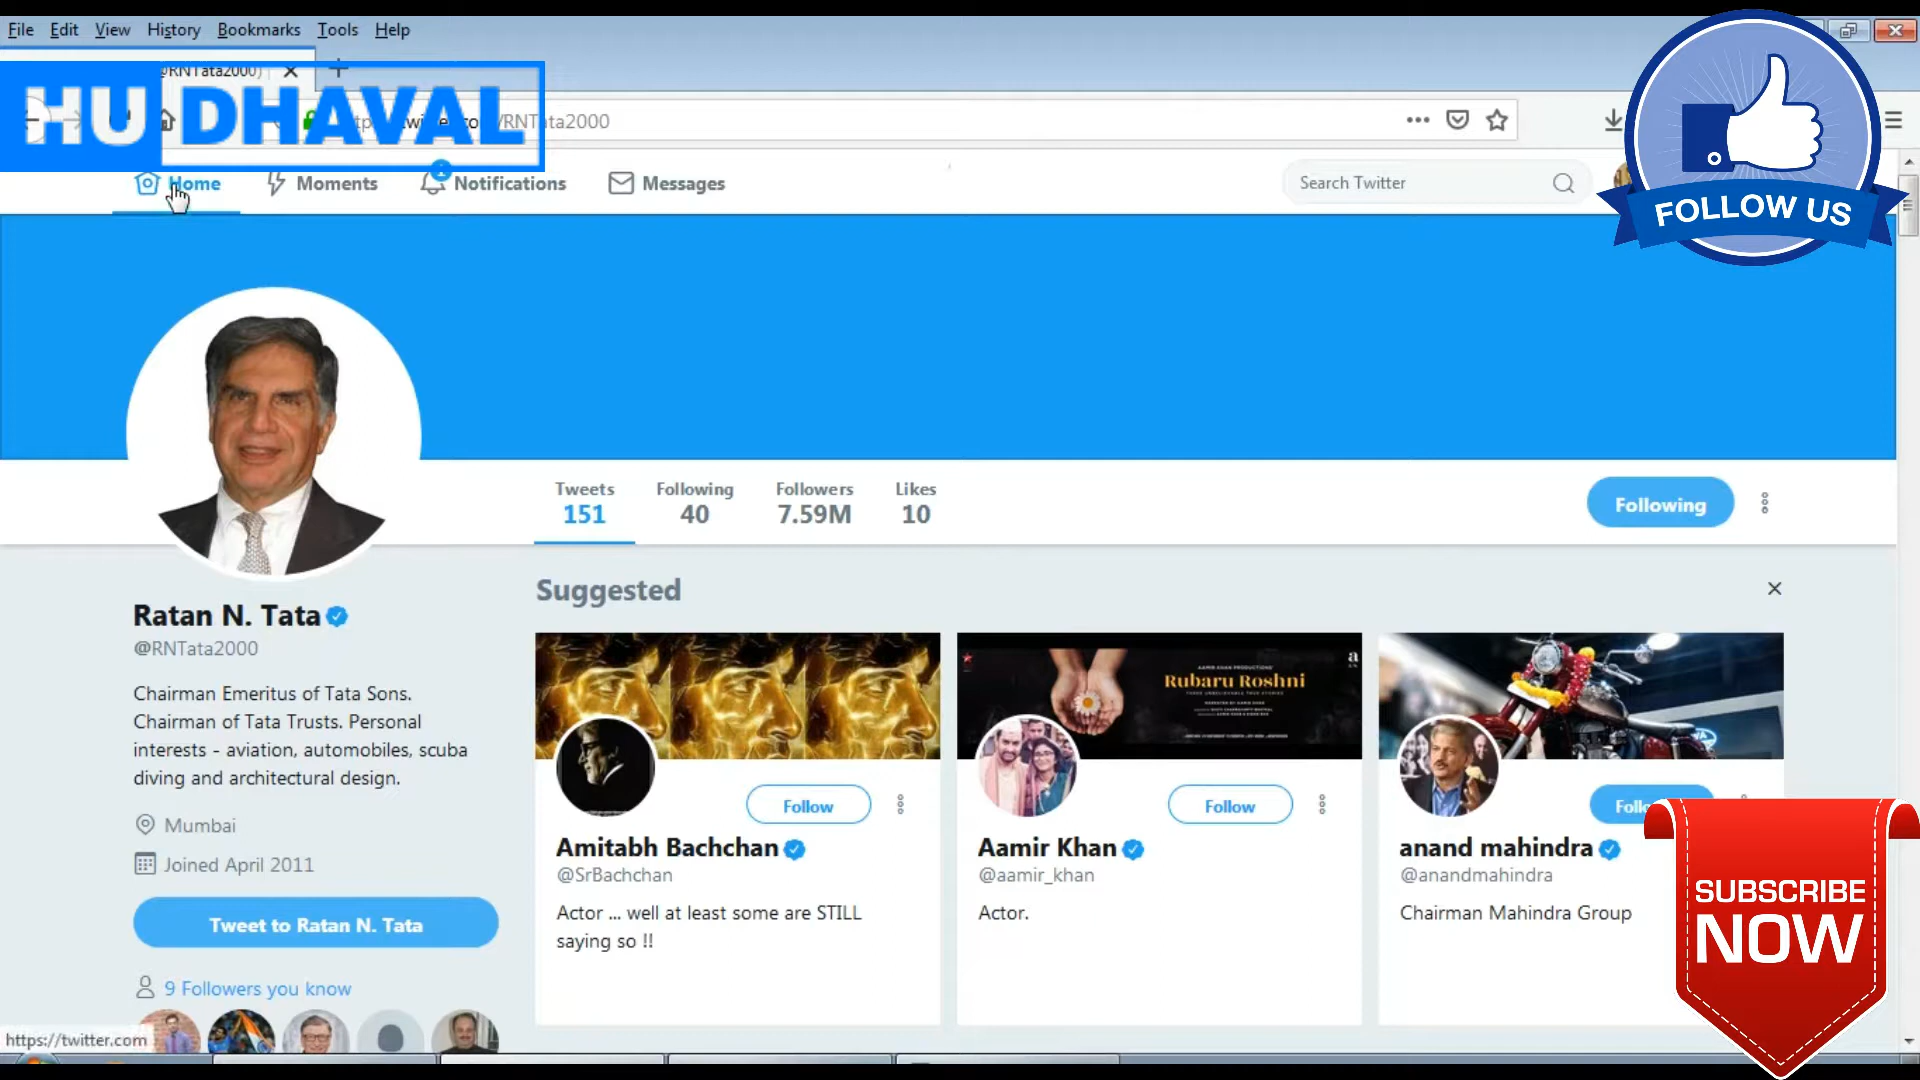 File Edit View History Bookmarks Tools Help
@RNTata2000)
HU DHAVAL
/RNTata2000
Home Moments Notifications Messages
Search Twitter
FOLLOW US
Tweets Following Followers Likes
151 40 7.59M 10
Following
Suggested
Ratan N. Tata
@RNTata2000
Chairman Emeritus of Tata Sons.
Chairman of Tata Trusts. Personal
interests - aviation, automobiles, scuba
diving and architectural design.
Mumbai
Joined April 2011
Tweet to Ratan N. Tata
9 Followers you know
https://twitter.com
Rubaru Roshni
Follow
Amitabh Bachchan
@SrBachchan
Actor ... well at least some are STILL
saying so !!
Follow
Aamir Khan
@aamir_khan
Actor.
anand mahindra
@anandmahindra
Chairman Mahindra Group
SUBSCRIBE
NOW